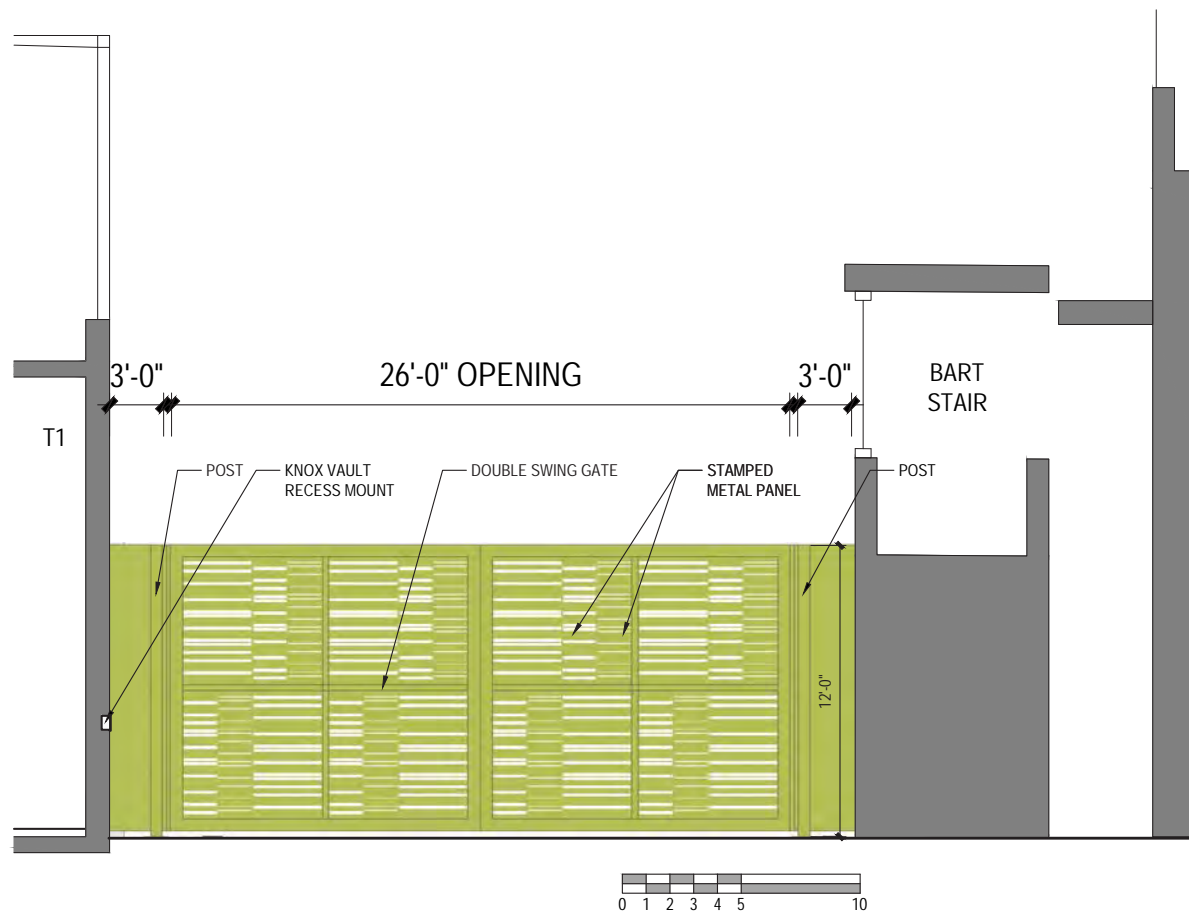 3'-0"
26'-0" OPENING
3'-0"
BART
STAIR
T1
POST
KNOX VAULT
RECESS MOUNT
DOUBLE SWING GATE
STAMPED
METAL PANEL
POST
12'-0"
0 1 2 3 4 5 10